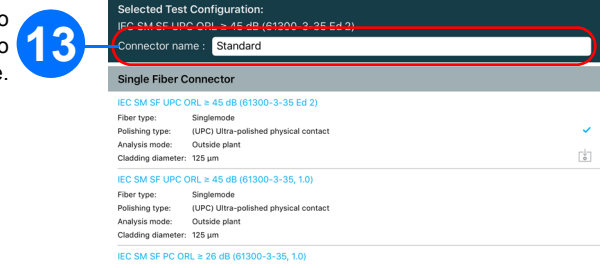 o
o
e.
13
Selected Test Configuration:
IEC SM SF UPC ORL ≥ 45 dB (61300-3-35 Ed 2)
Connector name : Standard
Single Fiber Connector
IEC SM SF UPC ORL ≥ 45 dB (61300-3-35 Ed 2)
Fiber type: Singlemode
Polishing type: (UPC) Ultra-polished physical contact
Analysis mode: Outside plant
Cladding diameter: 125 µm
IEC SM SF UPC ORL ≥ 45 dB (61300-3-35, 1.0)
Fiber type: Singlemode
Polishing type: (UPC) Ultra-polished physical contact
Analysis mode: Outside plant
Cladding diameter: 125 µm
IEC SM SF PC ORL ≥ 26 dB (61300-3-35, 1.0)